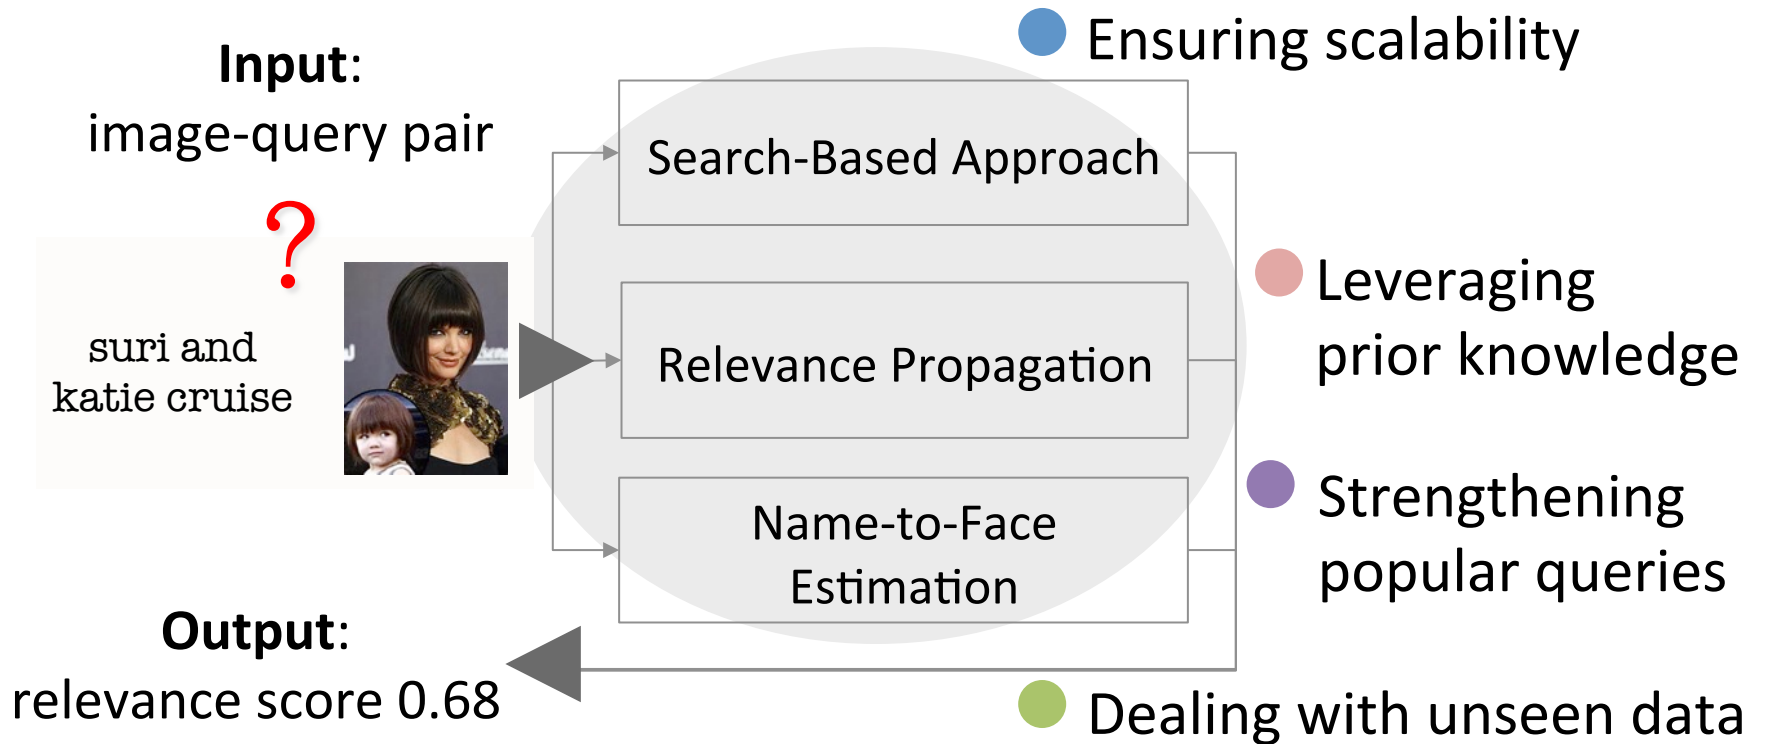 Input:
image-query pair
?
suri and
katie cruise
Output:
relevance score 0.68
Search-Based Approach
Relevance Propagation
Name-to-Face
Estimation
Ensuring scalability
Leveraging
prior knowledge
Strengthening
popular queries
Dealing with unseen data